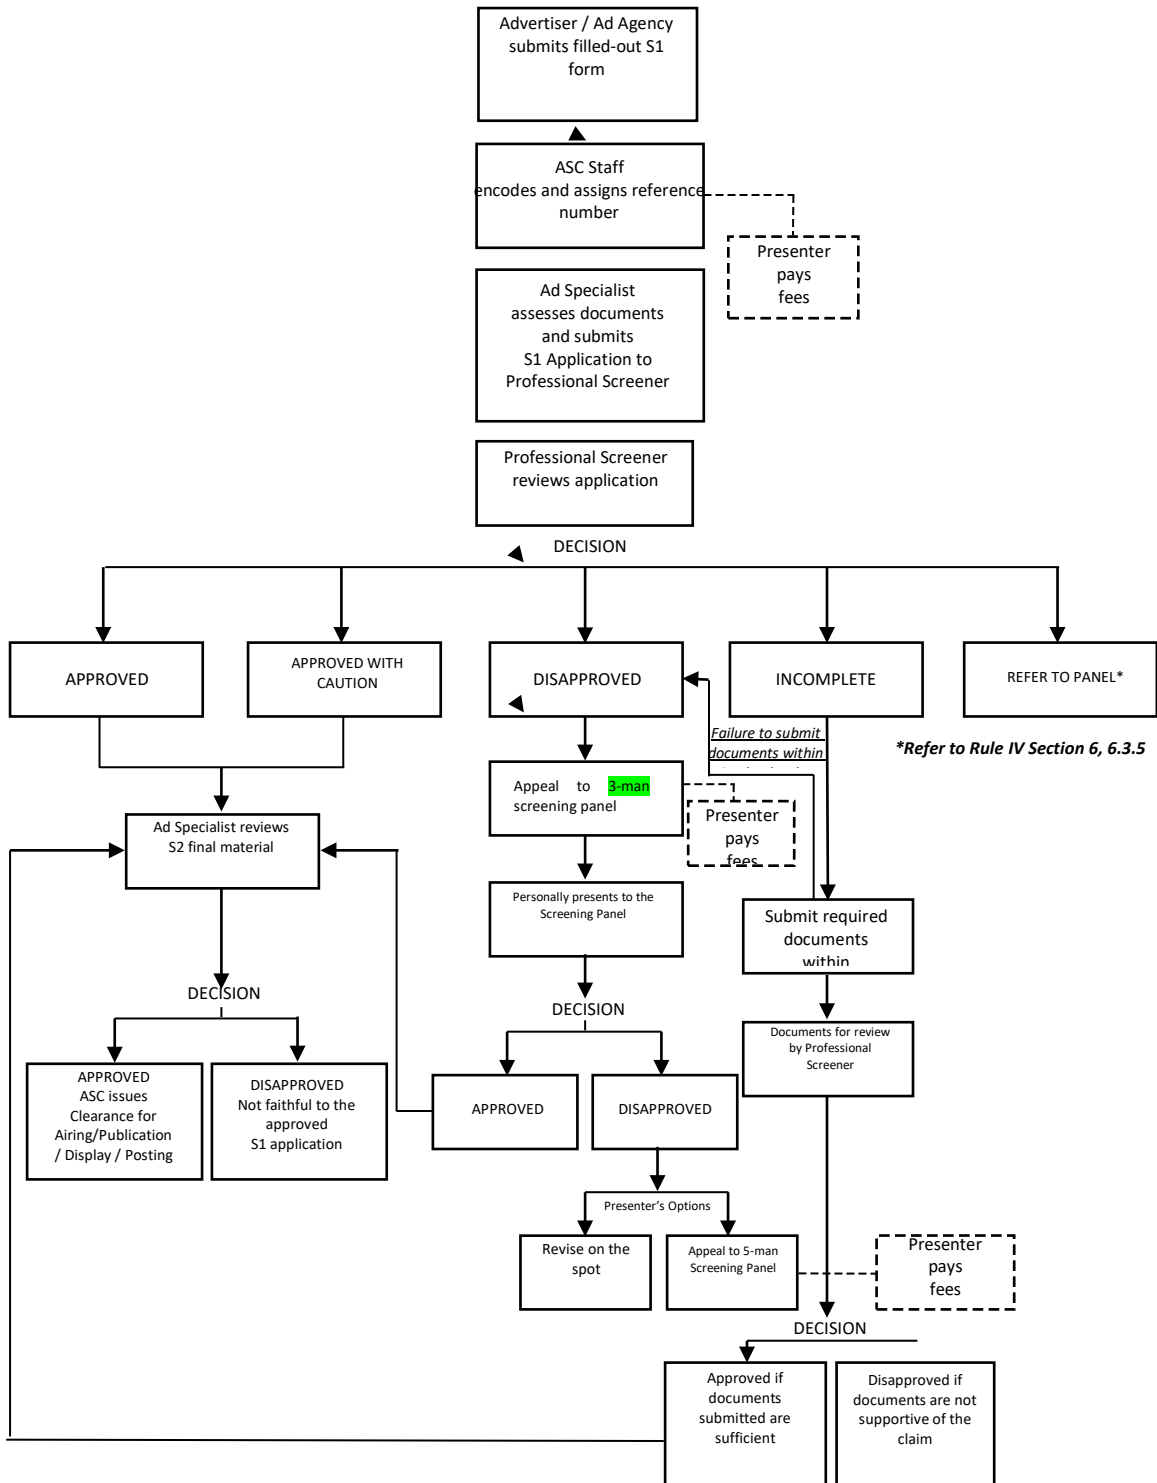 Advertiser / Ad Agency
submits filled-out S1
form
ASC Staff
encodes and assigns reference
number
Presenter
pays
fees
Ad Specialist
assesses documents
and submits
S1 Application to
Professional Screener
Professional Screener
reviews application
DECISION
APPROVED
APPROVED WITH
CAUTION
DISAPPROVED
INCOMPLETE
REFER TO PANEL*
Failure to submit
documents within
*Refer to Rule IV Section 6, 6.3.5
Appeal to 3-man
screening panel
Presenter
pays
fees
Ad Specialist reviews
S2 final material
Personally presents to the
Screening Panel
Submit required
documents
within
DECISION
DECISION
Documents for review
by Professional
Screener
APPROVED
ASC issues
Clearance for
Airing/Publication
/ Display / Posting
DISAPPROVED
Not faithful to the
approved
S1 application
APPROVED
DISAPPROVED
Presenter's Options
Revise on the
spot
Appeal to 5-man
Screening Panel
Presenter
pays
fees
DECISION
Approved if
documents
submitted are
sufficient
Disapproved if
documents are not
supportive of the
claim